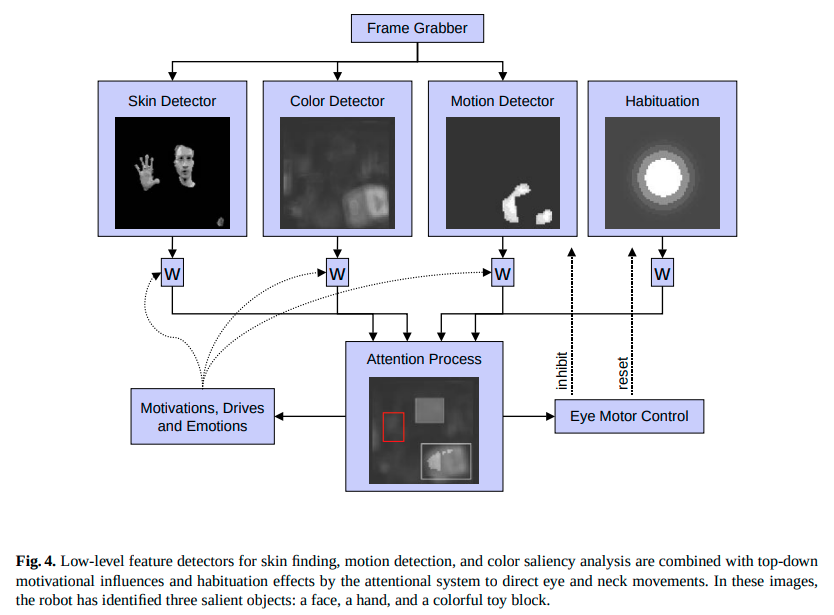 Frame Grabber
Skin Detector
Color Detector
Motion Detector
Habituation
W
W
W
W
Attention Process
inhibit
reset
Motivations, Drives
and Emotions
Eye Motor Control
Fig. 4. Low-level feature detectors for skin finding, motion detection, and color saliency analysis are combined with top-down
motivational influences and habituation effects by the attentional system to direct eye and neck movements. In these images,
the robot has identified three salient objects: a face, a hand, and a colorful toy block.